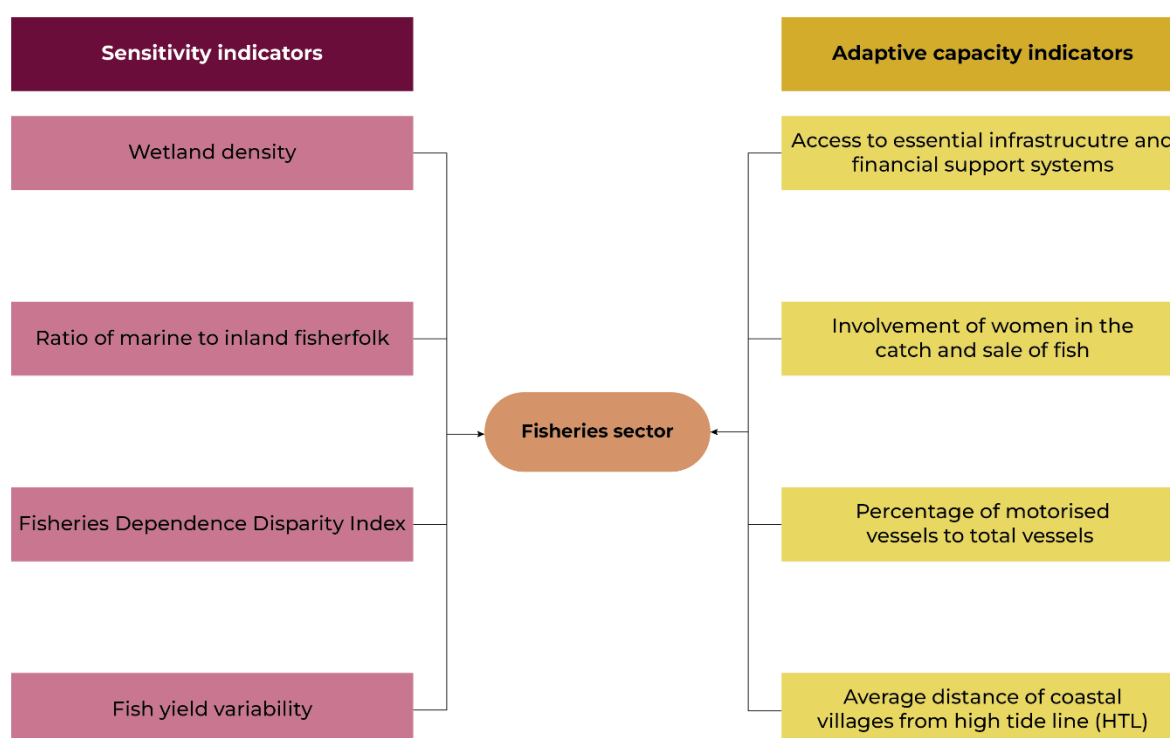 Sensitivity indicators
Adaptive capacity indicators
Wetland density
Access to essential infrastrucutre and
financial support systems
Ratio of marine to inland fisherfolk
Involvement of women in the
catch and sale of fish
Fisheries sector
Fisheries Dependence Disparity Index
Percentage of motorised
vessels to total vessels
Fish yield variability
Average distance of coastal
villages from high tide line (HTL)